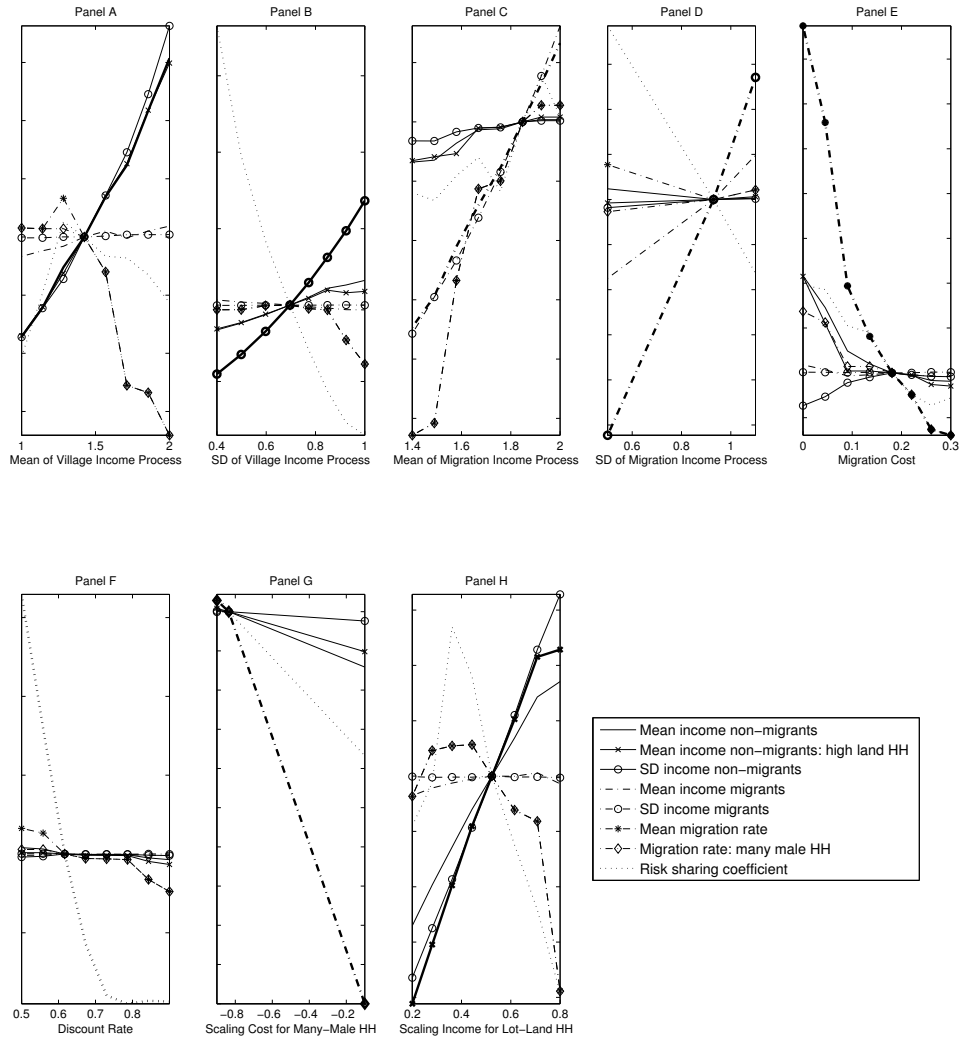 Panel A
1 1.5 2
Mean of Village Income Process
Panel B
0.4 0.6 0.8 1
SD of Village Income Process
Panel C
1.4 1.6 1.8 2
Mean of Migration Income Process
Panel D
0.6 0.8 1
SD of Migration Income Process
Panel E
0 0.1 0.2 0.3
Migration Cost
Panel F
0.5 0.6 0.7 0.8
Discount Rate
Panel G
−0.8 −0.6 −0.4 −0.2
Scaling Cost for Many−Male HH
Panel H
0.2 0.4 0.6 0.8
Scaling Income for Lot−Land HH
Mean income non−migrants
Mean income non−migrants: high land HH
SD income non−migrants
Mean income migrants
SD income migrants
Mean migration rate
Migration rate: many male HH
Risk sharing coefficient